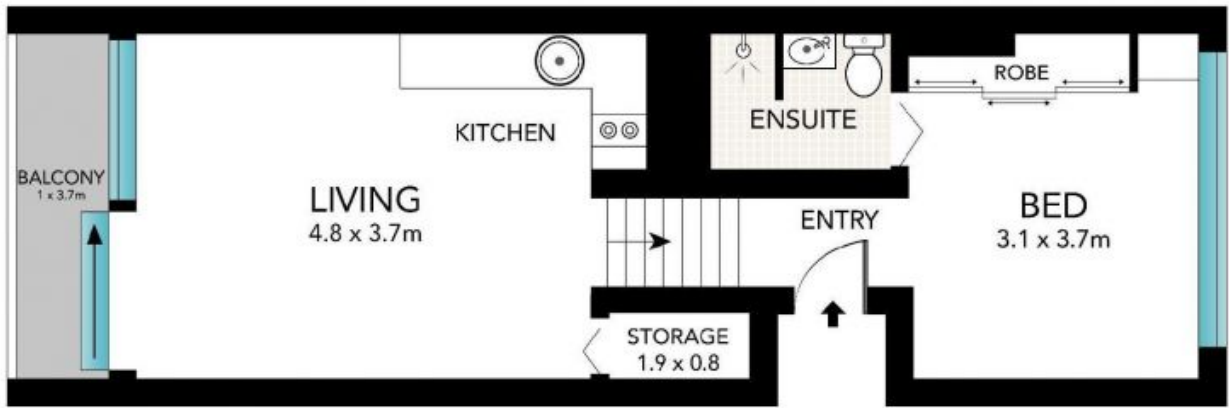 BALCONY
1 x 3.7m
LIVING
4.8 x 3.7m
KITCHEN
ENSUITE
ROBE
ENTRY
BED
3.1 x 3.7m
STORAGE
1.9 x 0.8